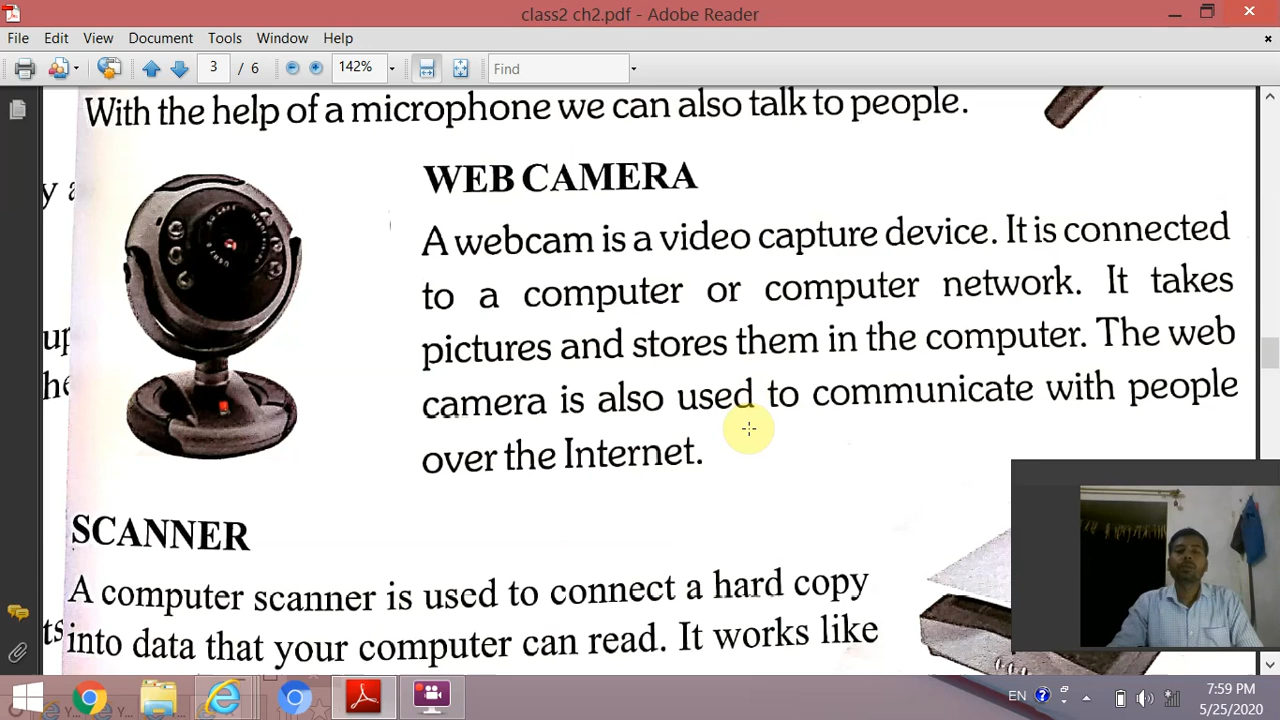 class2 ch2.pdf - Adobe Reader
File Edit View Document Tools Window Help
3 / 6 142% Find
With the help of a microphone we can also talk to people.
WEB CAMERA
y a
A webcam is a video capture device. It is connected
to a computer or computer network. It takes
up
pictures and stores them in the computer. The web
he
camera is also used to communicate with people
over the Internet.
SCANNER
A computer scanner is used to connect a hard copy
ts
into data that your computer can read. It works like
EN 7:59 PM
5/25/2020